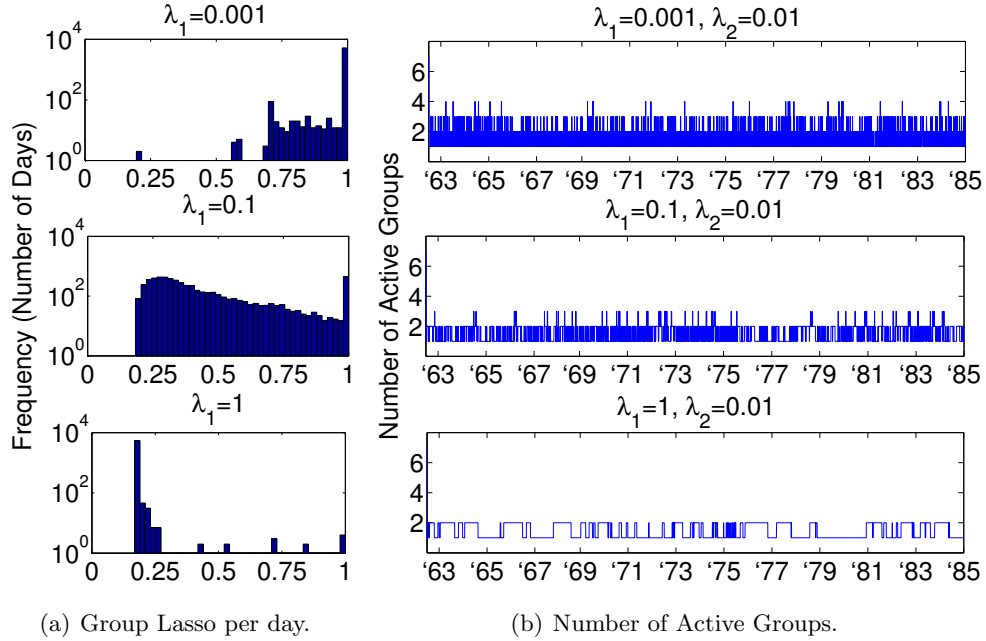 λ1=0.001
10^4
10^2
10^0
0 0.25 0.5 0.75 1
λ1=0.1
10^4
10^2
10^0
0 0.25 0.5 0.75 1
λ1=1
10^4
10^2
10^0
0 0.25 0.5 0.75 1
Frequency (Number of Days)
(a) Group Lasso per day.
λ1=0.001, λ2=0.01
6
4
2
‘63 ‘65 ‘67 ‘69 ‘71 ‘73 ‘75 ‘77 ‘79 ‘81 ‘83 ‘85
λ1=0.1, λ2=0.01
6
4
2
‘63 ‘65 ‘67 ‘69 ‘71 ‘73 ‘75 ‘77 ‘79 ‘81 ‘83 ‘85
λ1=1, λ2=0.01
6
4
2
‘63 ‘65 ‘67 ‘69 ‘71 ‘73 ‘75 ‘77 ‘79 ‘81 ‘83 ‘85
Number of Active Groups
(b) Number of Active Groups.